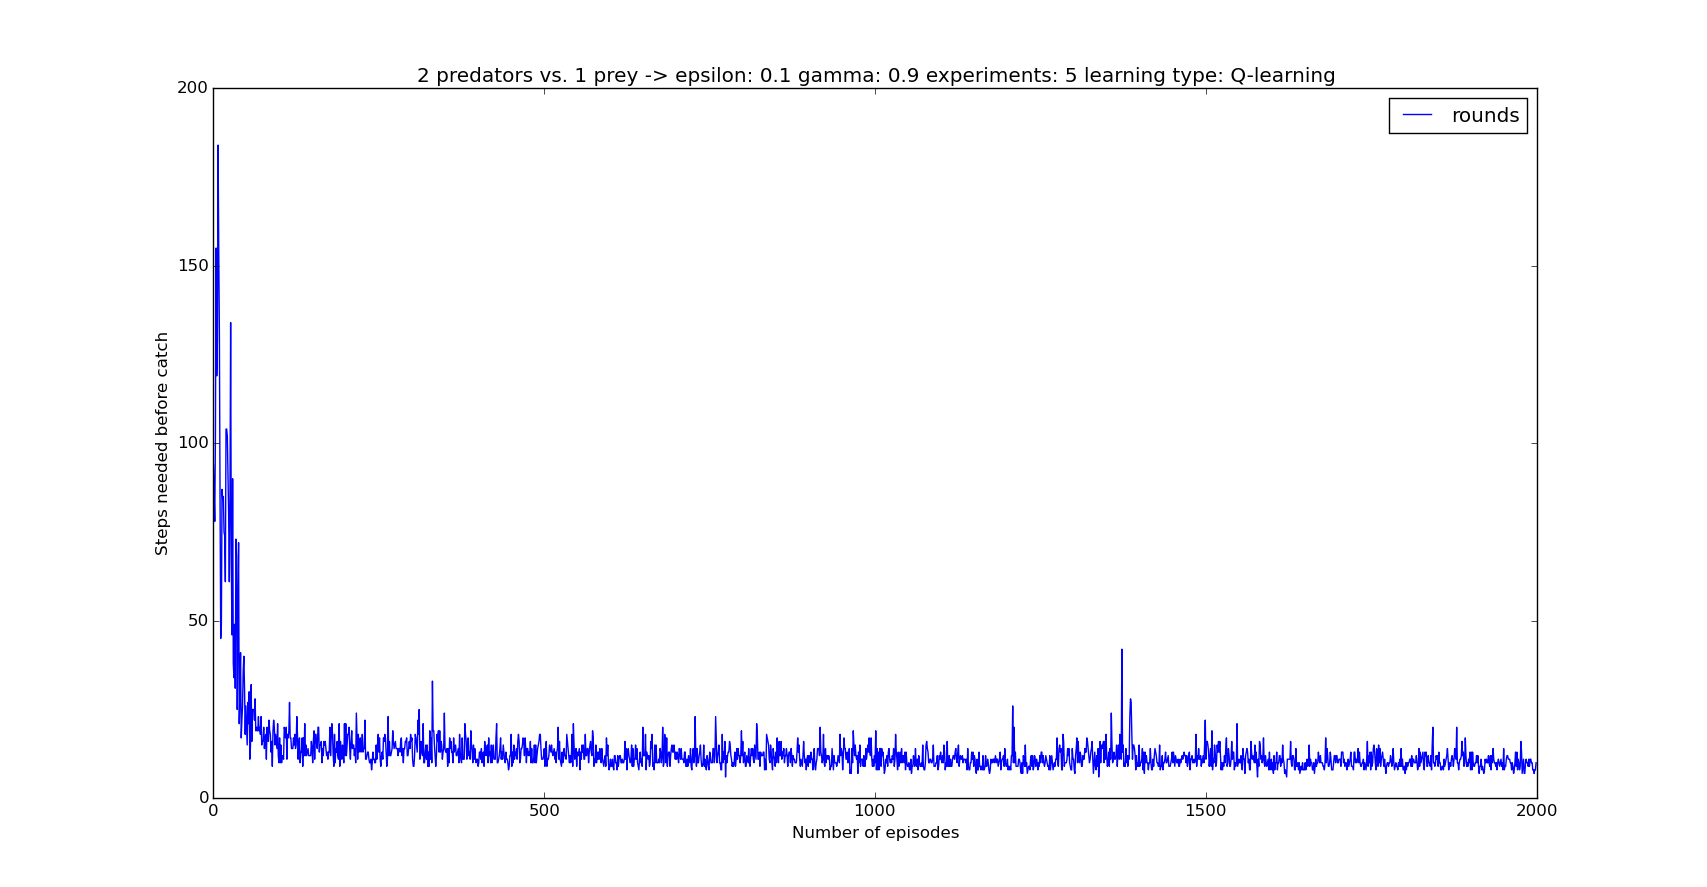 2 predators vs. 1 prey -> epsilon: 0.1 gamma: 0.9 experiments: 5 learning type: Q-learning
rounds
200
150
100
50
0
Steps needed before catch
0 500 1000 1500 2000
Number of episodes